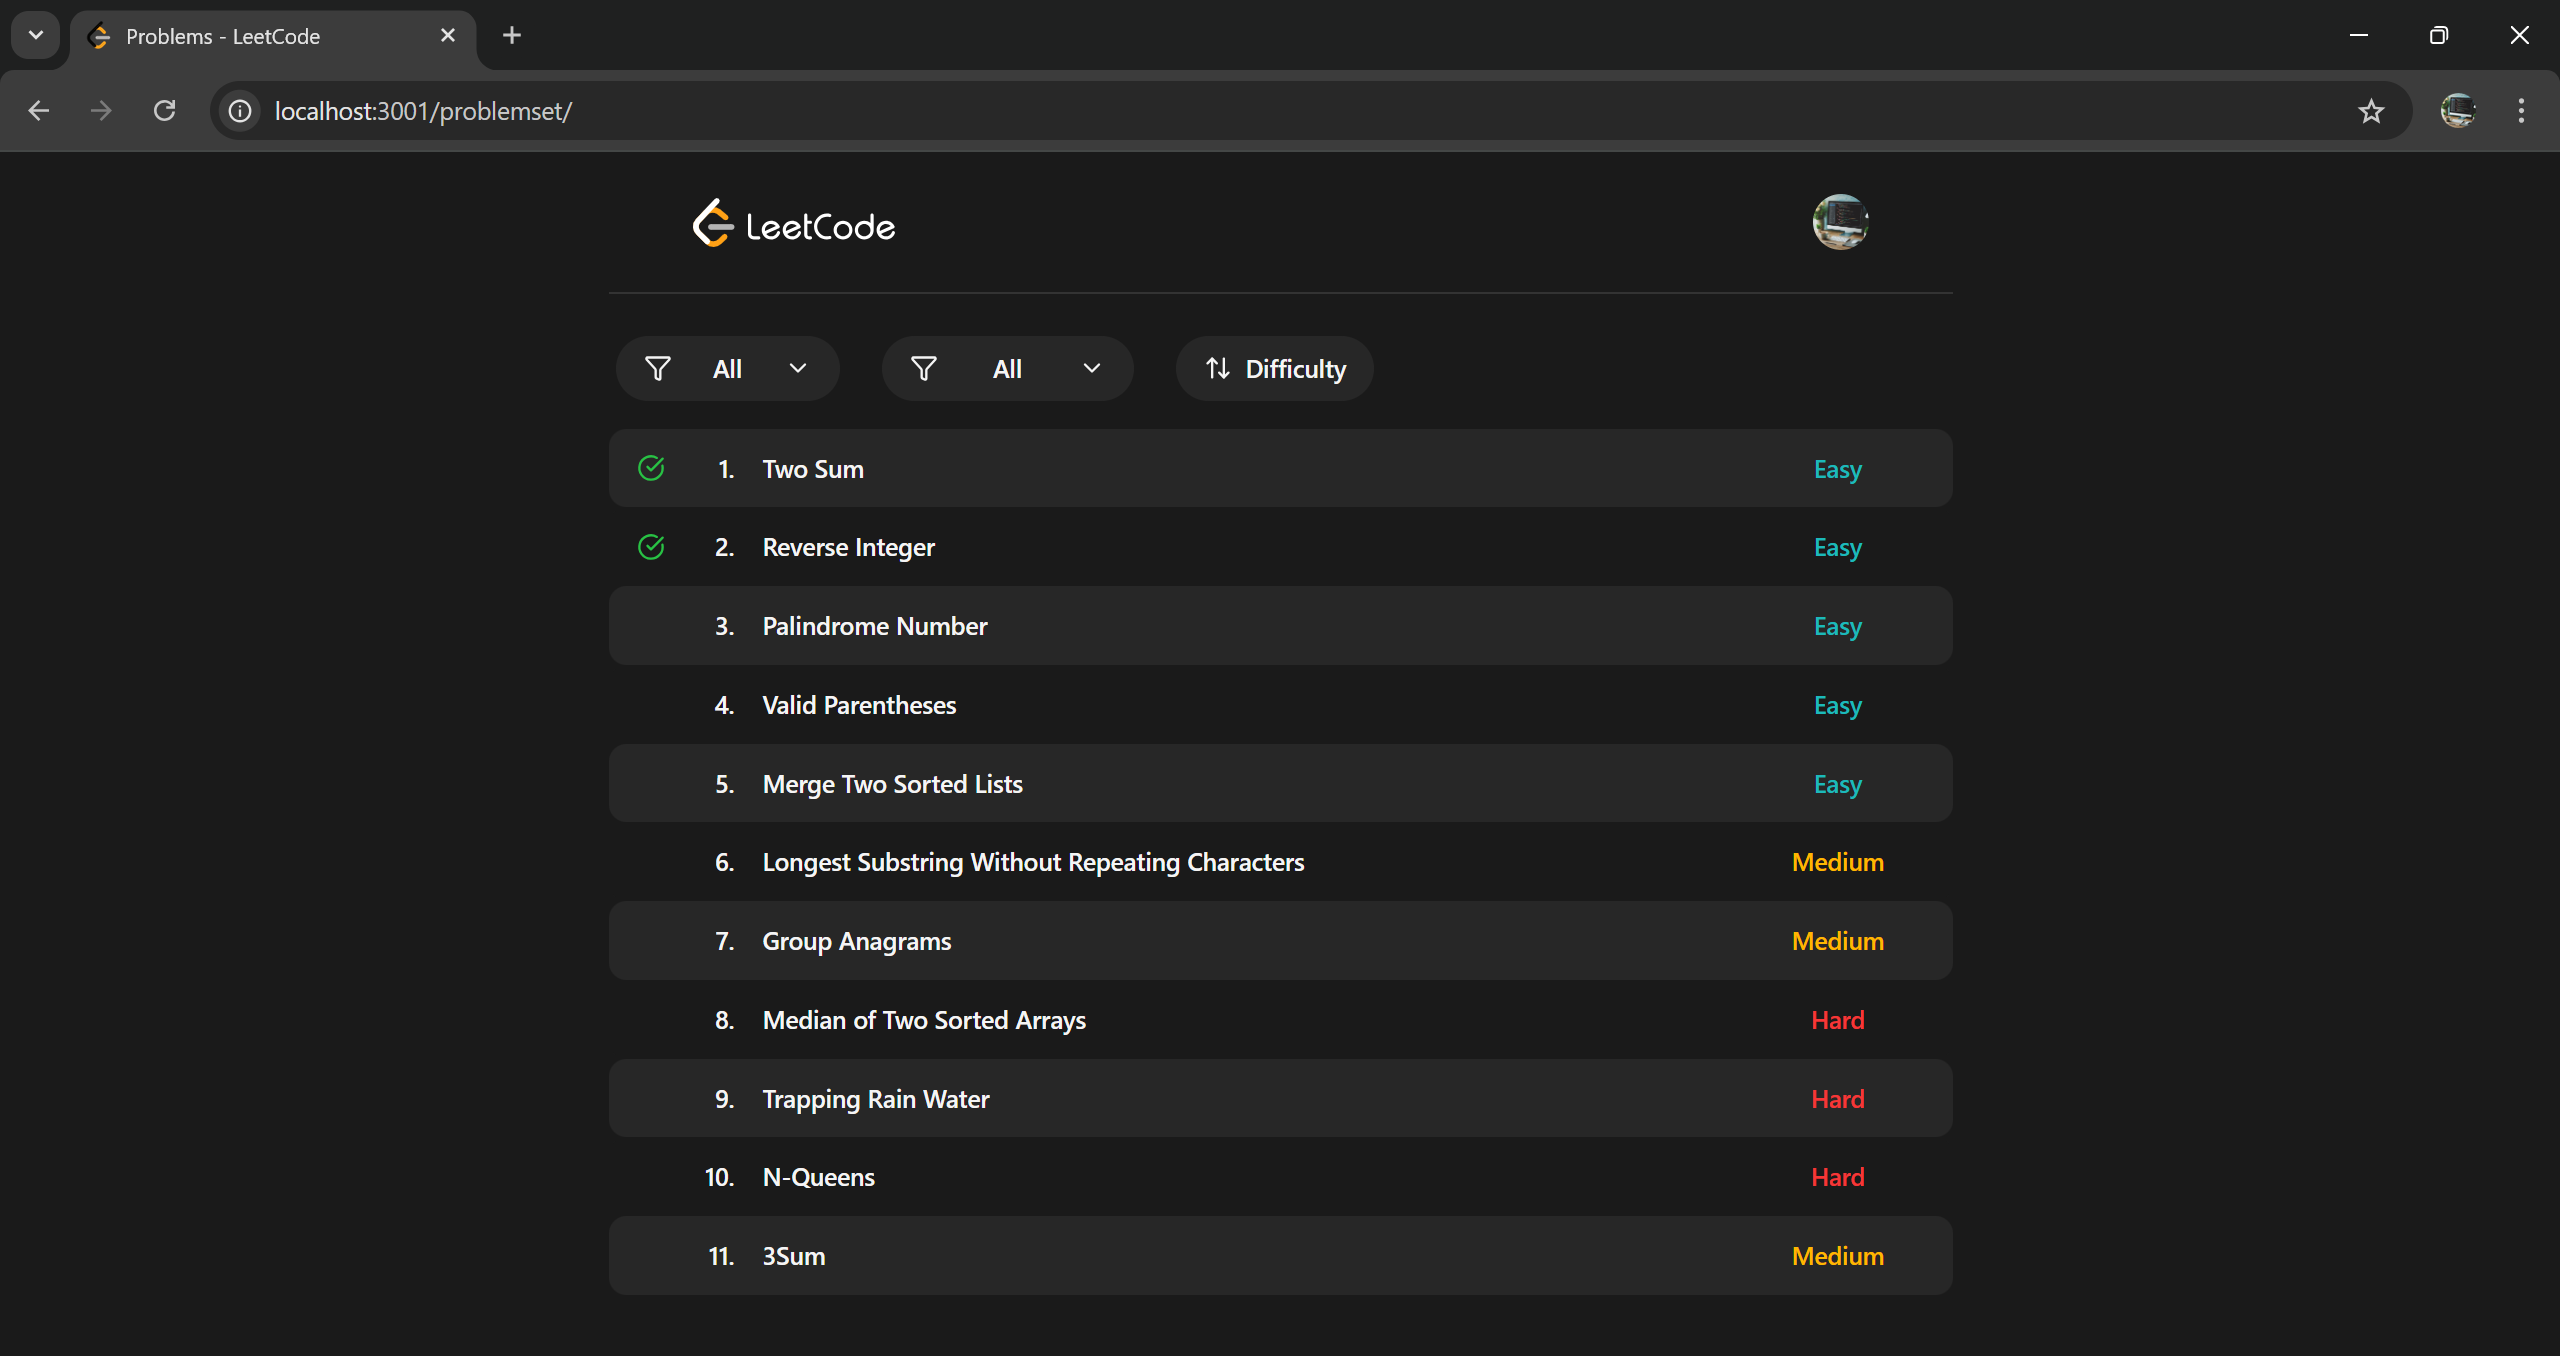 Problems - LeetCode
localhost:3001/problemset/
LeetCode
All All Difficulty
1. Two Sum Easy
2. Reverse Integer Easy
3. Palindrome Number Easy
4. Valid Parentheses Easy
5. Merge Two Sorted Lists Easy
6. Longest Substring Without Repeating Characters Medium
7. Group Anagrams Medium
8. Median of Two Sorted Arrays Hard
9. Trapping Rain Water Hard
10. N-Queens Hard
11. 3Sum Medium